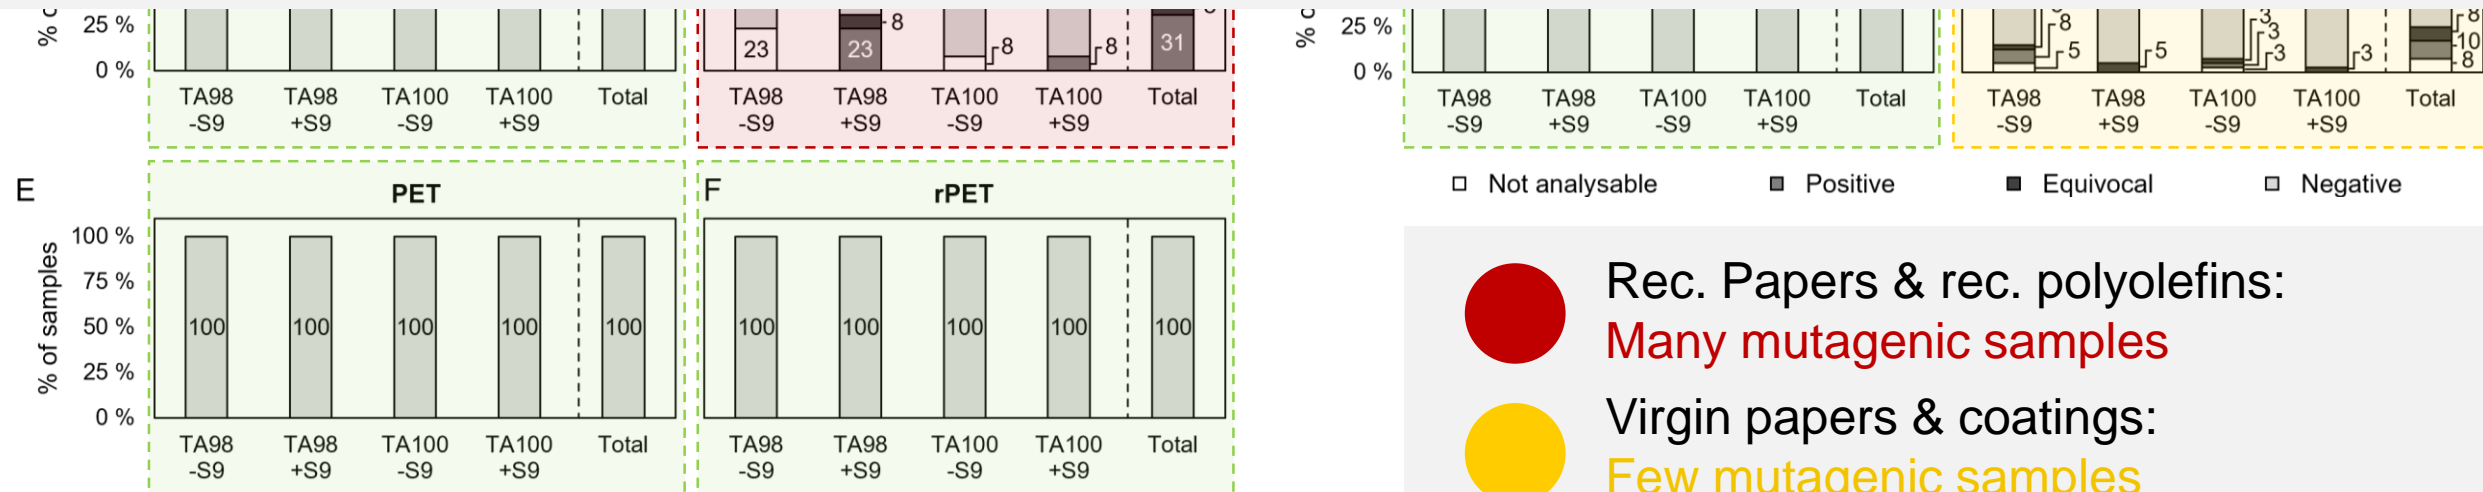 25 %
0 %
23
23
8
8
8
31
TA98 TA98 TA100 TA100 Total
-S9 +S9 -S9 +S9
TA98 TA98 TA100 TA100 Total
-S9 +S9 -S9 +S9
25 %
0 %
8
5
5
3
3
3
3
8
10
8
TA98 TA98 TA100 TA100 Total
-S9 +S9 -S9 +S9
TA98 TA98 TA100 TA100 Total
-S9 +S9 -S9 +S9
E
PET
F
rPET
% of samples
100 %
75 %
50 %
25 %
0 %
100 100 100 100 100
100 100 100 100 100
TA98 TA98 TA100 TA100 Total
-S9 +S9 -S9 +S9
TA98 TA98 TA100 TA100 Total
-S9 +S9 -S9 +S9
Not analysable Positive Equivocal Negative
Rec. Papers & rec. polyolefins:
Many mutagenic samples
Virgin papers & coatings:
Few mutagenic samples